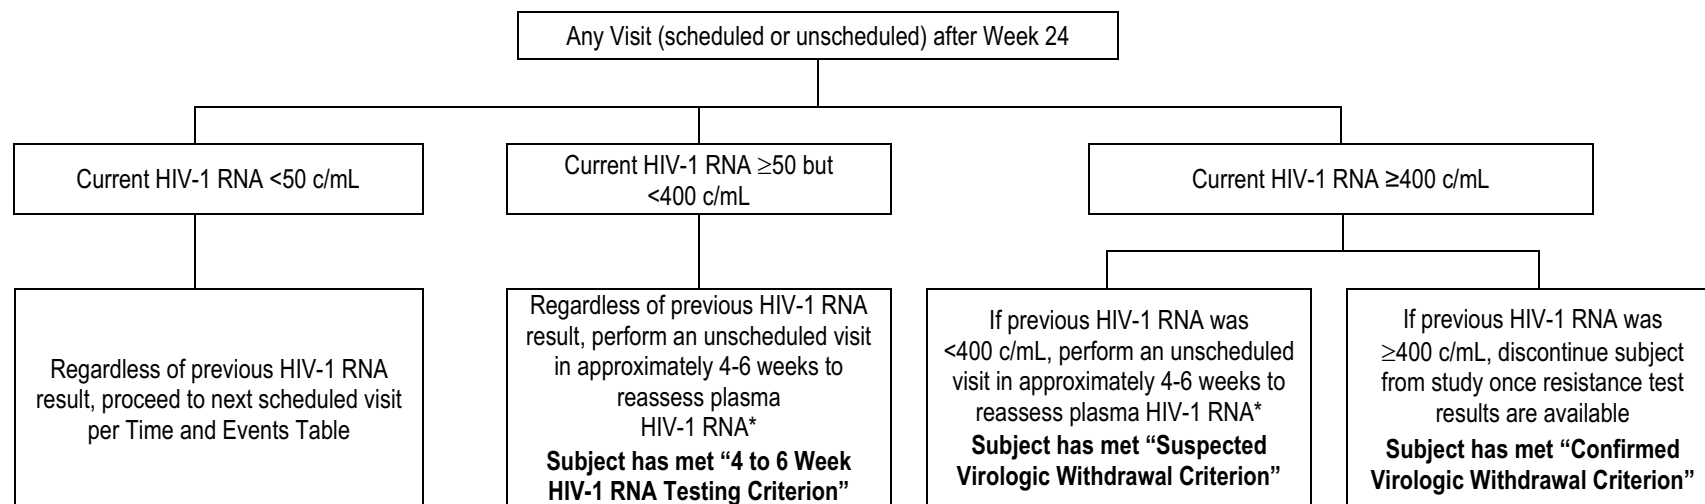 Any Visit (scheduled or unscheduled) after Week 24
Current HIV-1 RNA <50 c/mL
Current HIV-1 RNA ≥50 but
<400 c/mL
Current HIV-1 RNA ≥400 c/mL
Regardless of previous HIV-1 RNA
result, proceed to next scheduled visit
per Time and Events Table
Regardless of previous HIV-1 RNA
result, perform an unscheduled visit
in approximately 4-6 weeks to
reassess plasma
HIV-1 RNA*
Subject has met “4 to 6 Week
HIV-1 RNA Testing Criterion”
If previous HIV-1 RNA was
<400 c/mL, perform an unscheduled
visit in approximately 4-6 weeks to
reassess plasma HIV-1 RNA*
Subject has met “Suspected
Virologic Withdrawal Criterion”
If previous HIV-1 RNA was
≥400 c/mL, discontinue subject
from study once resistance test
results are available
Subject has met “Confirmed
Virologic Withdrawal Criterion”